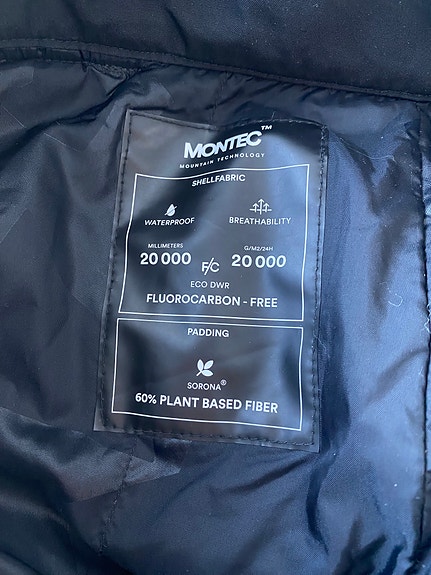 MONTEC™
MOUNTAIN TECHNOLOGY
SHELLFABRIC
WATERPROOF
BREATHABILITY
MILLIMETERS
20 000
G/M2/24H
20 000
F/C
ECO DWR
FLUOROCARBON - FREE
PADDING
SORONA®
60% PLANT BASED FIBER